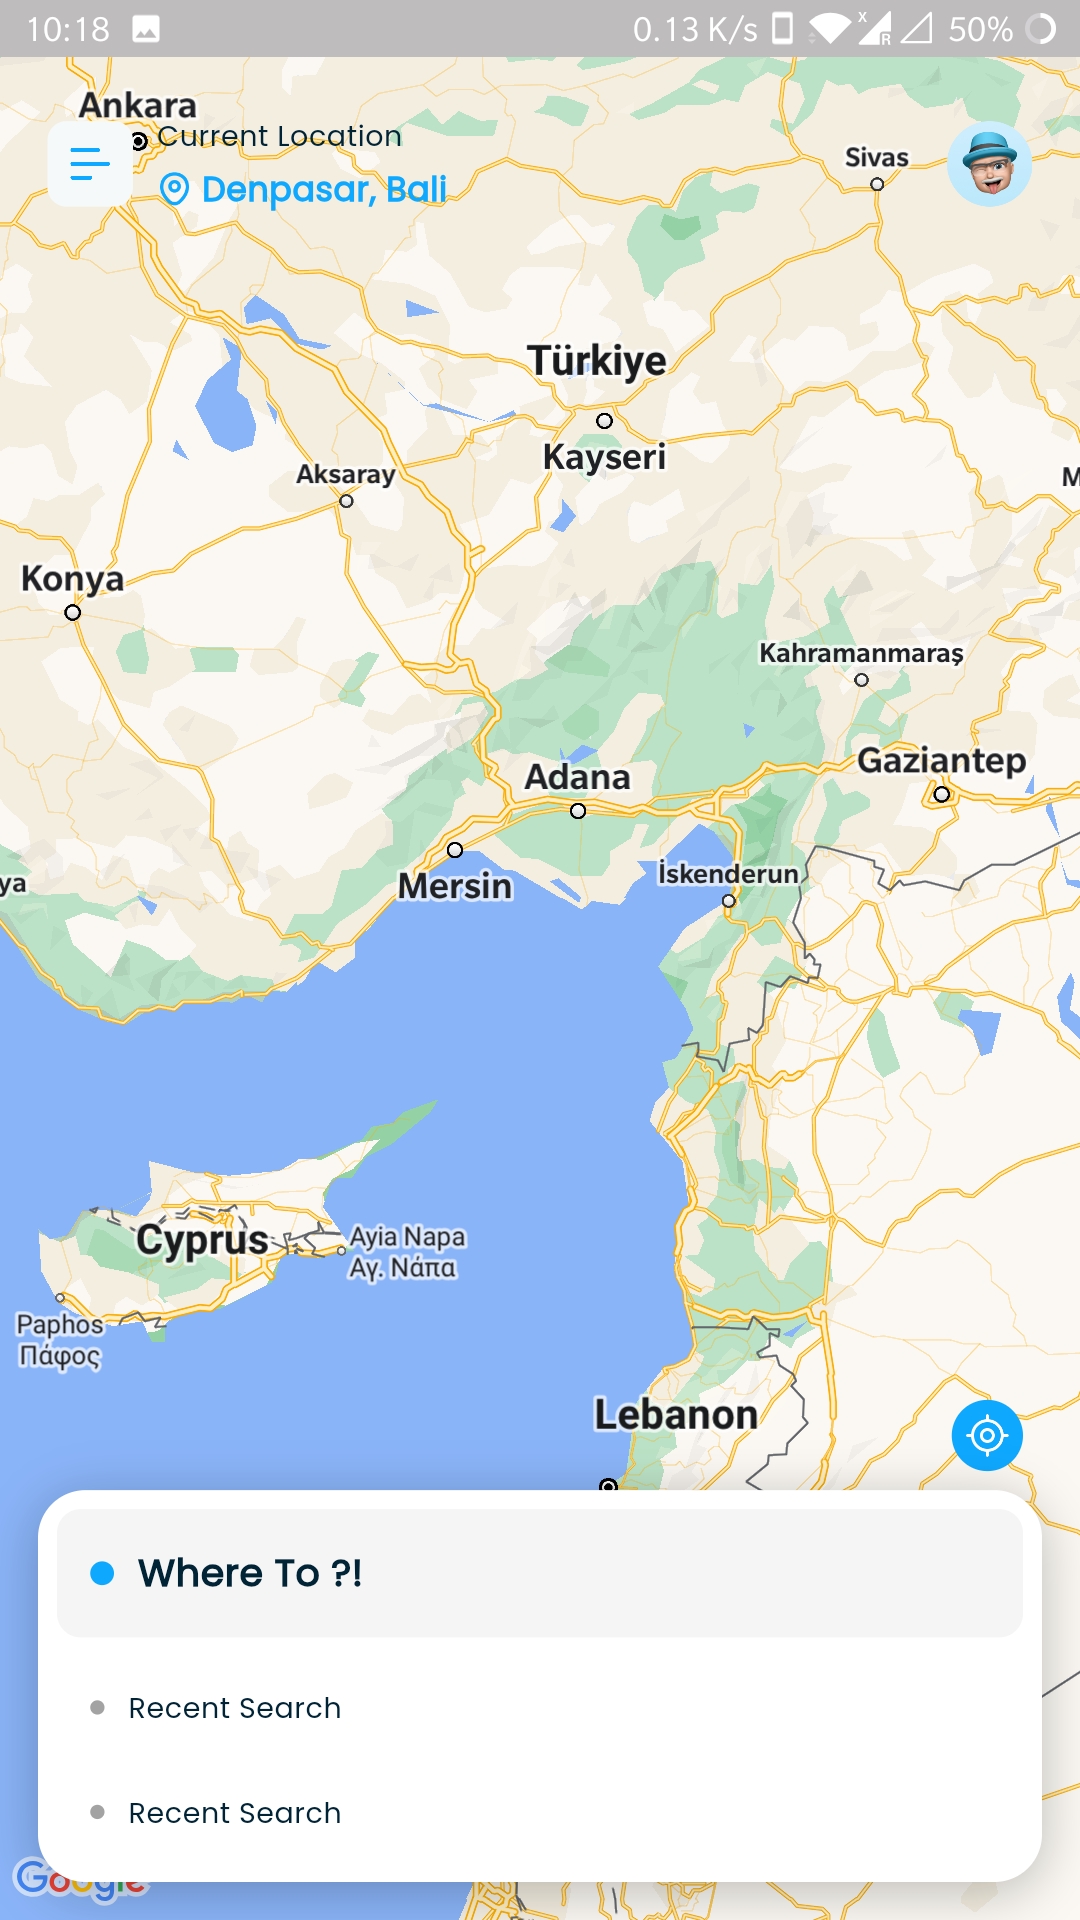 10:18
0.13 K/s
X
R
50%
Ankara
Current Location
Denpasar, Bali
Sivas
Türkiye
Kayseri
Aksaray
M
Konya
Kahramanmaraş
Gaziantep
Adana
ya
Mersin
İskenderun
Cyprus
Ayia Napa
Αγ. Νάπα
Paphos
Πάφος
Lebanon
Where To ?!
Recent Search
Recent Search
Google